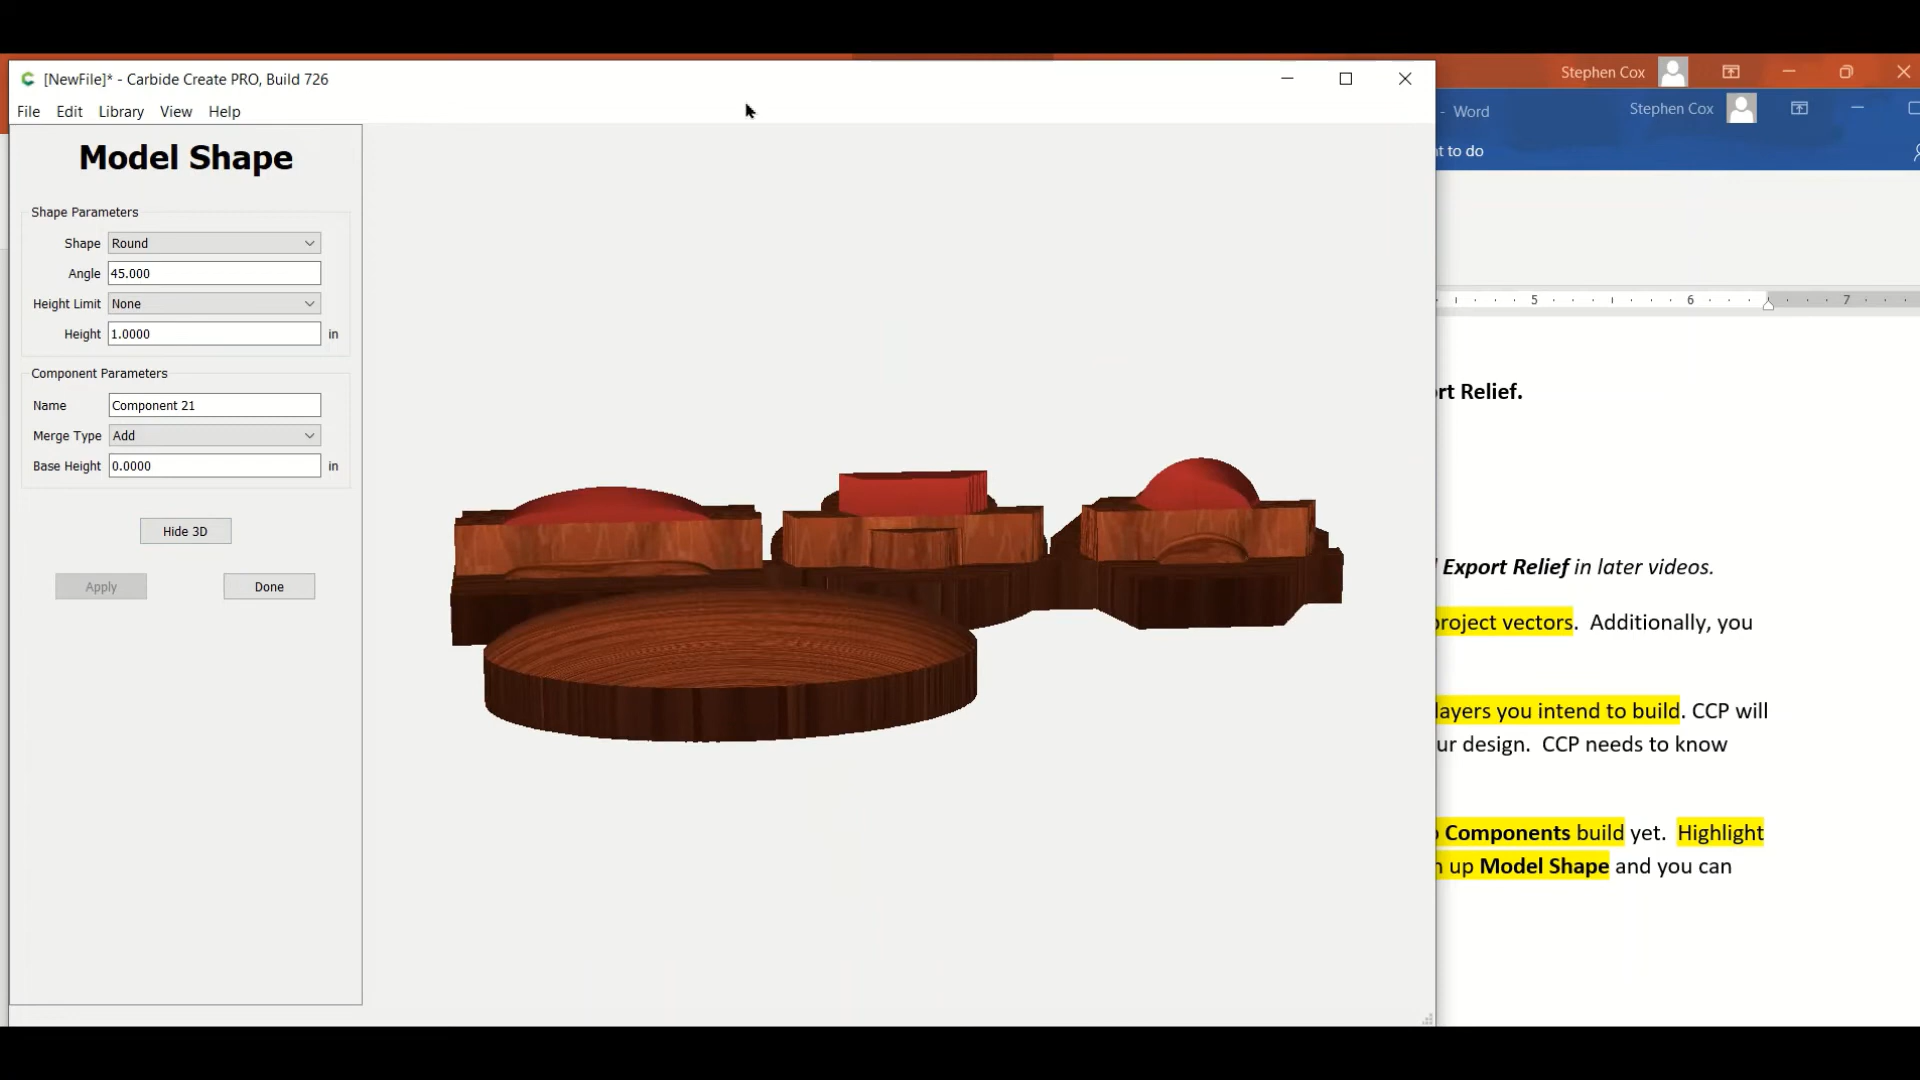 Stephen Cox
[NewFile]* - Carbide Create PRO, Build 726
- Word
Stephen Cox
File Edit Library View Help
t to do
Model Shape
Shape Parameters
Shape Round
Angle 45.000
Height Limit None
Height 1.0000 in
Component Parameters
Name Component 21
Merge Type Add
Base Height 0.0000 in
Hide 3D
Apply Done
5 6 7
rt Relief.
Export Relief in later videos.
project vectors. Additionally, you
layers you intend to build. CCP will
ur design. CCP needs to know
Components build yet. Highlight
n up Model Shape and you can